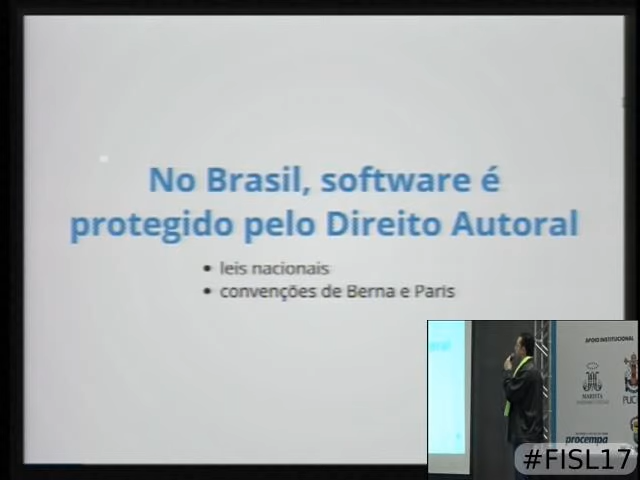 No Brasil, software é
protegido pelo Direito Autoral
• leis nacionais
• convenções de Berna e Paris
APOIO INSTITUCIONAL
MARISTA
PUC
procempa
#FISL17